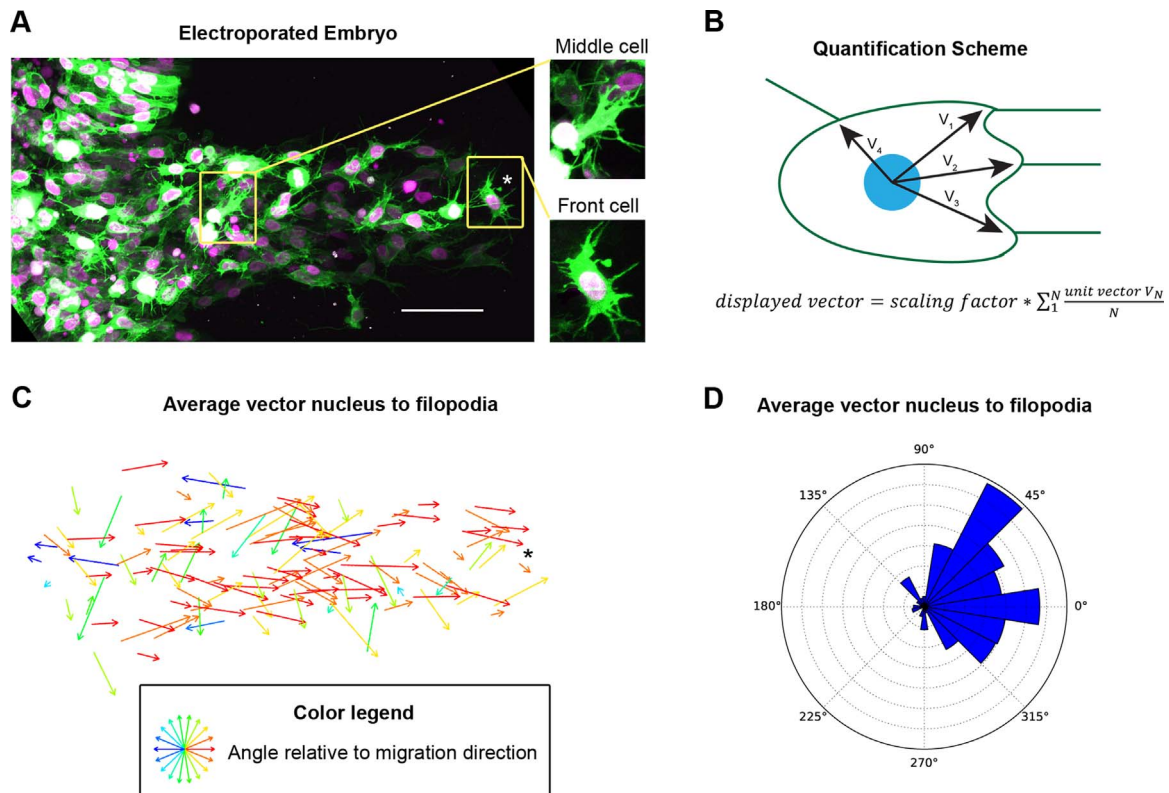 A
Electroporated Embryo
Middle cell
*
Front cell
B
Quantification Scheme
V1
V2
V3
V4
displayed vector = scaling factor * ∑₁ᴺ unit vector V_N / N
C
Average vector nucleus to filopodia
*
Color legend
Angle relative to migration direction
D
Average vector nucleus to filopodia
90°
135°
45°
180°
0°
225°
315°
270°